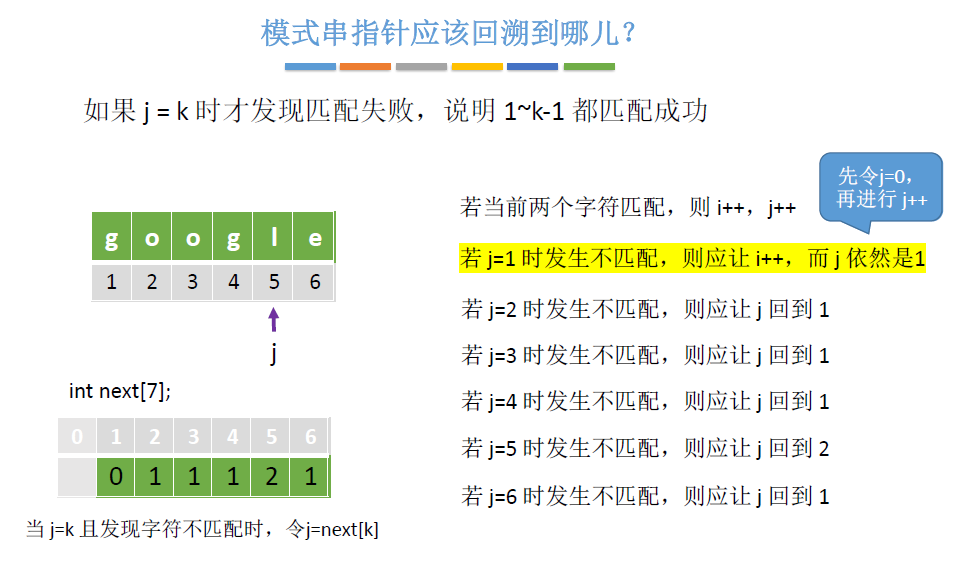 模式串指针应该回溯到哪儿？
如果 j = k 时才发现匹配失败，说明 1~k-1 都匹配成功
先令j=0，
再进行 j++
若当前两个字符匹配，则 i++，j++
g o o g l e
若 j=1 时发生不匹配，则应让 i++，而 j 依然是1
1 2 3 4 5 6
若 j=2 时发生不匹配，则应让 j 回到 1
j
若 j=3 时发生不匹配，则应让 j 回到 1
int next[7];
若 j=4 时发生不匹配，则应让 j 回到 1
0 1 2 3 4 5 6
若 j=5 时发生不匹配，则应让 j 回到 2
0 1 1 1 2 1
若 j=6 时发生不匹配，则应让 j 回到 1
当 j=k 且发现字符不匹配时，令j=next[k]